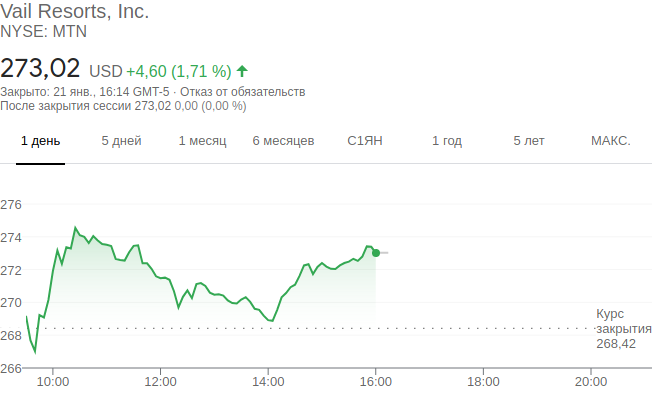 Vail Resorts, Inc.
NYSE: MTN
273,02 USD +4,60 (1,71 %)
Закрыто: 21 янв., 16:14 GMT-5 · Отказ от обязательств
После закрытия сессии 273,02 0,00 (0,00 %)
1 день 5 дней 1 месяц 6 месяцев С1ЯН 1 год 5 лет МАКС.
276
274
272
270
268
266
Курс
закрытия
268,42
10:00 12:00 14:00 16:00 18:00 20:00